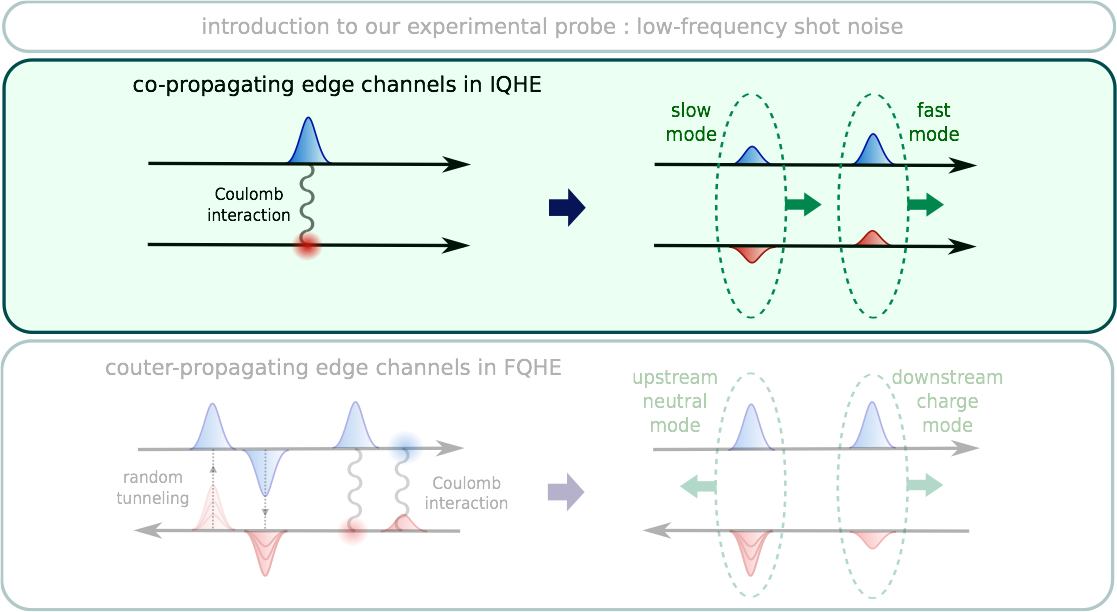 introduction to our experimental probe : low-frequency shot noise
co-propagating edge channels in IQHE
slow
mode
fast
mode
Coulomb
interaction
couter-propagating edge channels in FQHE
upstream
neutral
mode
downstream
charge
mode
random
tunneling
Coulomb
interaction